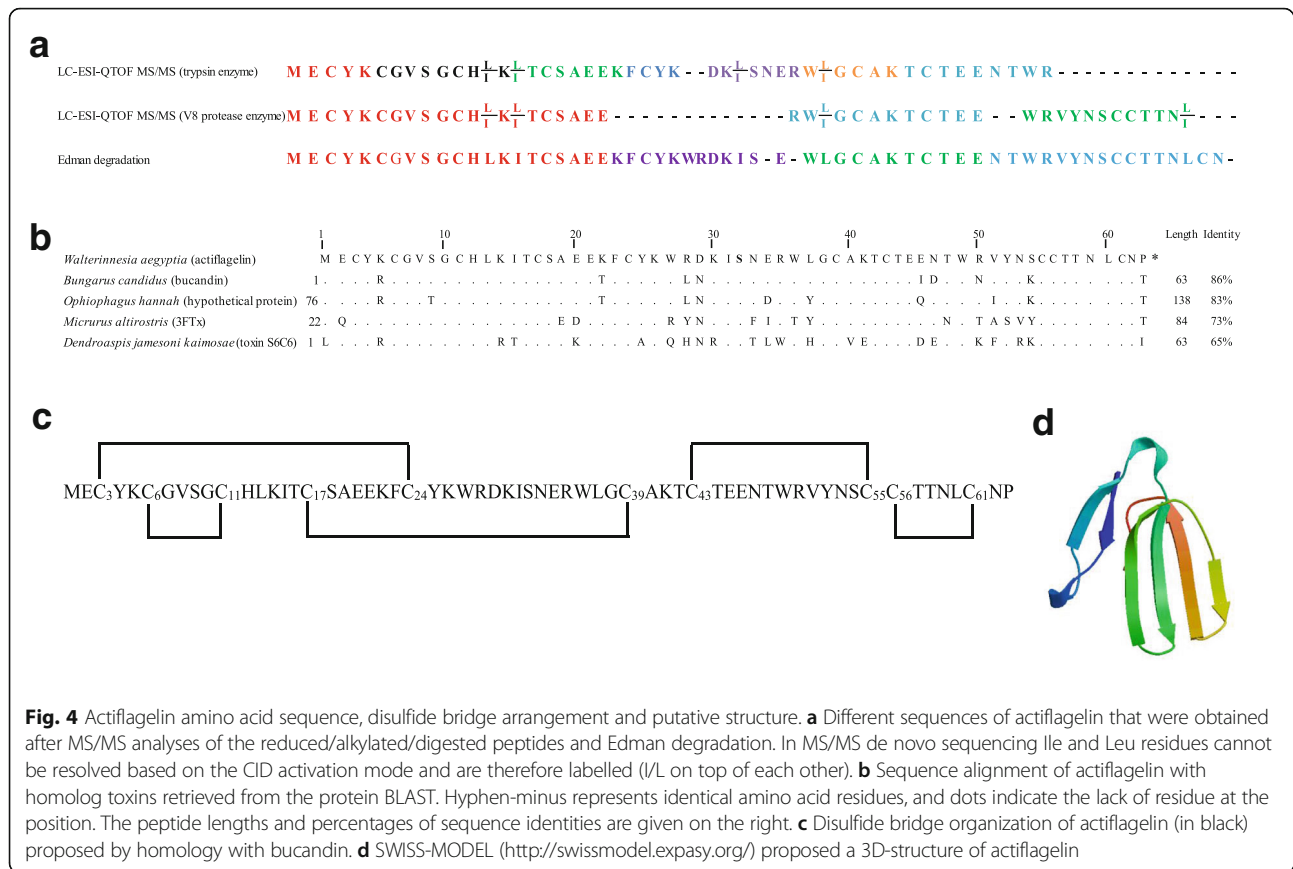 a
LC-ESI-QTOF MS/MS (trypsin enzyme) M E C Y K C G V S G C H L/I K L/I T C S A E E K F C Y K - - D K L/I S N E R W L/I G C A K T C T E E N T W R - - - - - - - - - - - - - -
LC-ESI-QTOF MS/MS (V8 protease enzyme) M E C Y K C G V S G C H L/I K L/I T C S A E E - - - - - - - - - - - - - R W L/I G C A K T C T E E - - W R V Y N S C C T T N L/I - - -
Edman degradation M E C Y K C G V S G C H L K I T C S A E E K F C Y K W R D K I S - E - W L G C A K T C T E E N T W R V Y N S C C T T N L C N -
b
1 10 20 30 40 50 60 Length Identity
Walterinnesia aegyptia (actiflagelin) M E C Y K C G V S G C H L K I T C S A E E K F C Y K W R D K I S N E R W L G C A K T C T E E N T W R V Y N S C C T T N L C N P *
Bungarus candidus (bucandin) 1 . . . . R . . . . . . . . . . . . . . . . T . . . . . L N . . . . . . . . . . . . . . . . I D . . N . . . K . . . . . . . . T 63 86%
Ophiophagus hannah (hypothetical protein) 76 . . . . R . . . T . . . . . . . . . . . . T . . . . . L N . . . D . . Y . . . . . . . . . Q . . . . I . . K . . . . . . . . T 138 83%
Micrurus altirostris (3FTx) 22 . Q . . . . . . . . . . . . . . . . E D . . . . . . R Y N . . F I . T Y . . . . . . . . . . N . T A S V Y . . . . . . . . T 84 73%
Dendroaspis jamesoni kaimosae (toxin S6C6) 1 L . . . R . . . . . . . . R T . . . . K . . . . A . Q H N R . . T L W . H . . V E . . . . D E . . K F . R K . . . . . . . . I 63 65%
c
MEC3YKC6GVSGC11HLKITC17SAEEKFC24YKWRDKISNERWLGC39AKTC43TEENTWRVYNSC55C56TTNLC61NP
d
Fig. 4 Actiflagelin amino acid sequence, disulfide bridge arrangement and putative structure. a Different sequences of actiflagelin that were obtained
after MS/MS analyses of the reduced/alkylated/digested peptides and Edman degradation. In MS/MS de novo sequencing Ile and Leu residues cannot
be resolved based on the CID activation mode and are therefore labelled (I/L on top of each other). b Sequence alignment of actiflagelin with
homolog toxins retrieved from the protein BLAST. Hyphen-minus represents identical amino acid residues, and dots indicate the lack of residue at the
position. The peptide lengths and percentages of sequence identities are given on the right. c Disulfide bridge organization of actiflagelin (in black)
proposed by homology with bucandin. d SWISS-MODEL (http://swissmodel.expasy.org/) proposed a 3D-structure of actiflagelin